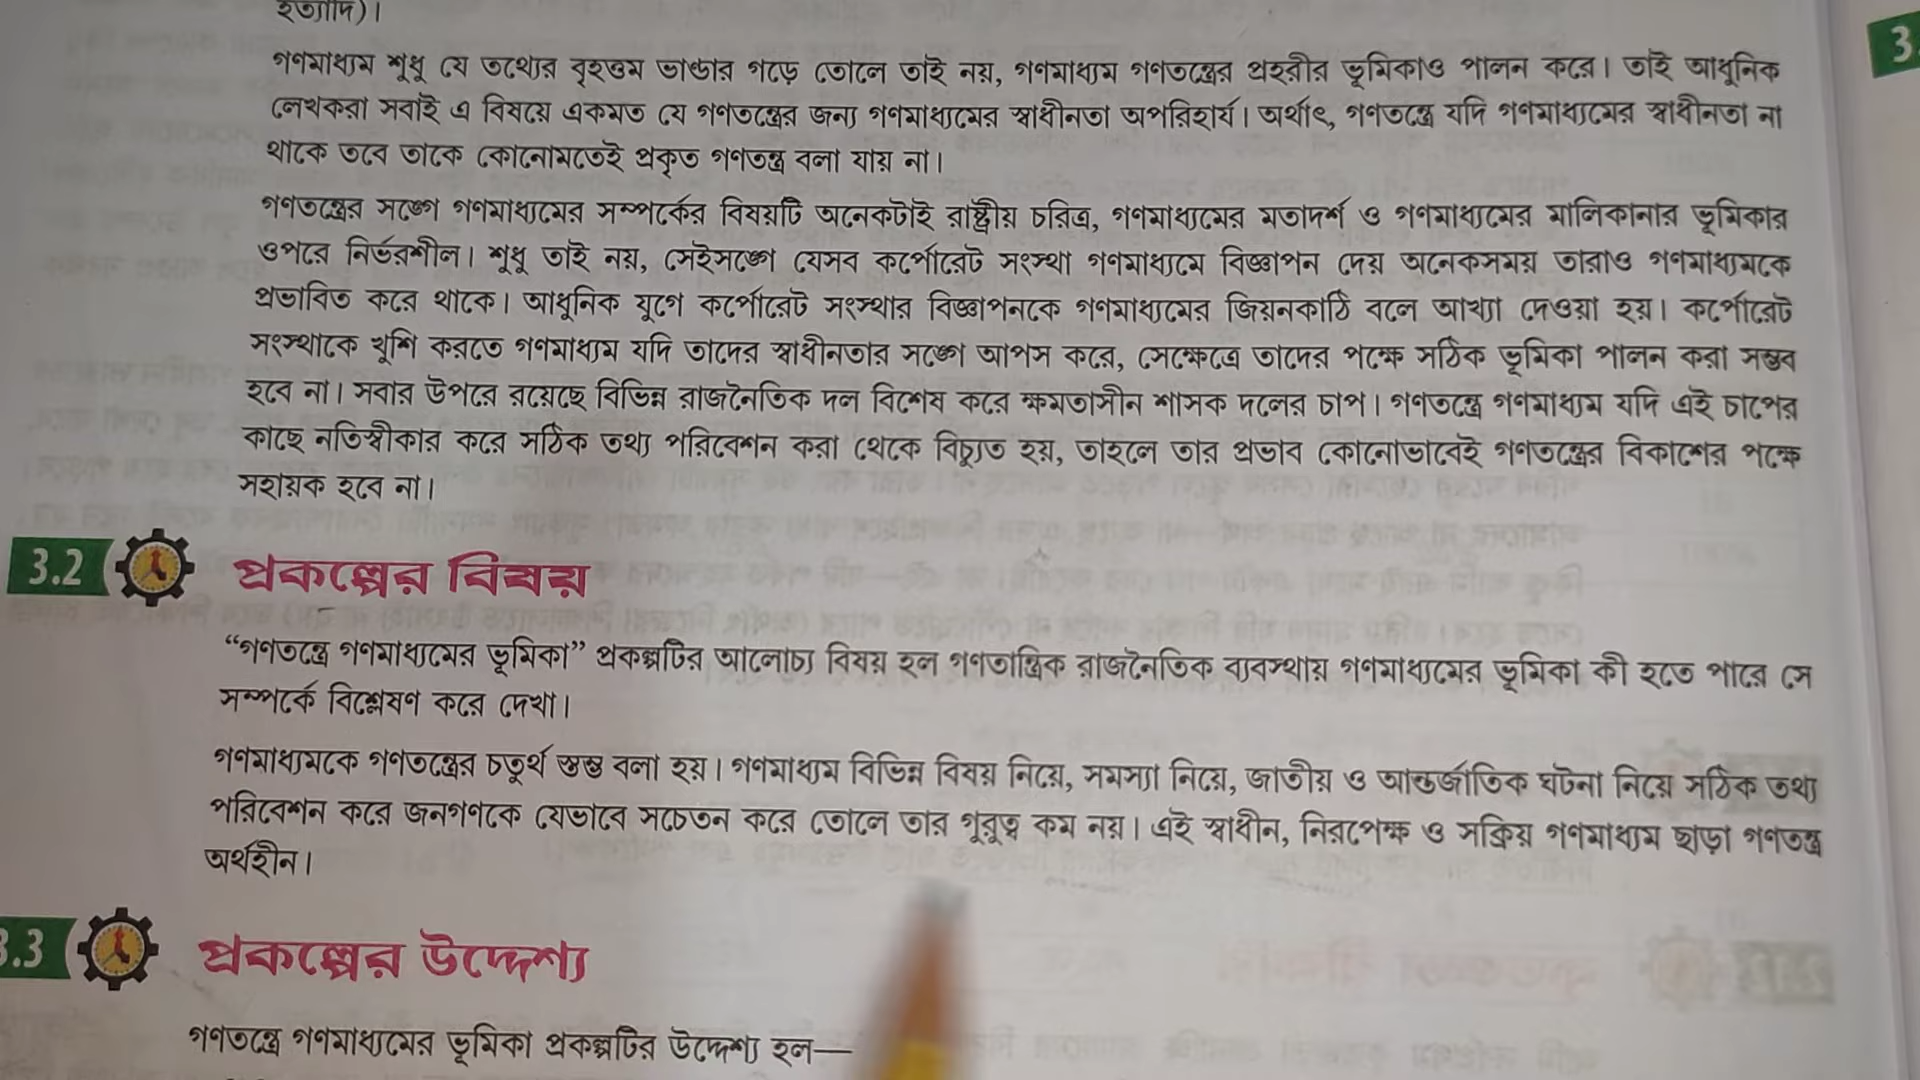 ইত্যাদি)।
3.
গণমাধ্যম শুধু যে তথ্যের বৃহত্তম ভাণ্ডার গড়ে তোলে তাই নয়, গণমাধ্যম গণতন্ত্রের প্রহরীর ভূমিকাও পালন করে। তাই আধুনিক
লেখকরা সবাই এ বিষয়ে একমত যে গণতন্ত্রের জন্য গণমাধ্যমের স্বাধীনতা অপরিহার্য। অর্থাৎ, গণতন্ত্রে যদি গণমাধ্যমের স্বাধীনতা না
থাকে তবে তাকে কোনোমতেই প্রকৃত গণতন্ত্র বলা যায় না।
গণতন্ত্রের সঙ্গে গণমাধ্যমের সম্পর্কের বিষয়টি অনেকটাই রাষ্ট্রীয় চরিত্র, গণমাধ্যমের মতাদর্শ ও গণমাধ্যমের মালিকানার ভূমিকার
ওপরে নির্ভরশীল। শুধু তাই নয়, সেইসঙ্গে যেসব কর্পোরেট সংস্থা গণমাধ্যমে বিজ্ঞাপন দেয় অনেকসময় তারাও গণমাধ্যমকে
প্রভাবিত করে থাকে। আধুনিক যুগে কর্পোরেট সংস্থার বিজ্ঞাপনকে গণমাধ্যমের জিয়নকাঠি বলে আখ্যা দেওয়া হয়। কর্পোরেট
সংস্থাকে খুশি করতে গণমাধ্যম যদি তাদের স্বাধীনতার সঙ্গে আপস করে, সেক্ষেত্রে তাদের পক্ষে সঠিক ভূমিকা পালন করা সম্ভব
হবে না। সবার উপরে রয়েছে বিভিন্ন রাজনৈতিক দল বিশেষ করে ক্ষমতাসীন শাসক দলের চাপ। গণতন্ত্রে গণমাধ্যম যদি এই চাপের
কাছে নতিস্বীকার করে সঠিক তথ্য পরিবেশন করা থেকে বিচ্যুত হয়, তাহলে তার প্রভাব কোনোভাবেই গণতন্ত্রের বিকাশের পক্ষে
সহায়ক হবে না।
3.2 প্রকল্পের বিষয়
“গণতন্ত্রে গণমাধ্যমের ভূমিকা” প্রকল্পটির আলোচ্য বিষয় হল গণতান্ত্রিক রাজনৈতিক ব্যবস্থায় গণমাধ্যমের ভূমিকা কী হতে পারে সে
সম্পর্কে বিশ্লেষণ করে দেখা।
গণমাধ্যমকে গণতন্ত্রের চতুর্থ স্তম্ভ বলা হয়। গণমাধ্যম বিভিন্ন বিষয় নিয়ে, সমস্যা নিয়ে, জাতীয় ও আন্তর্জাতিক ঘটনা নিয়ে সঠিক তথ্য
পরিবেশন করে জনগণকে যেভাবে সচেতন করে তোলে তার গুরুত্ব কম নয়। এই স্বাধীন, নিরপেক্ষ ও সক্রিয় গণমাধ্যম ছাড়া গণতন্ত্র
অর্থহীন।
3.3 প্রকল্পের উদ্দেশ্য
গণতন্ত্রে গণমাধ্যমের ভূমিকা প্রকল্পটির উদ্দেশ্য হল—